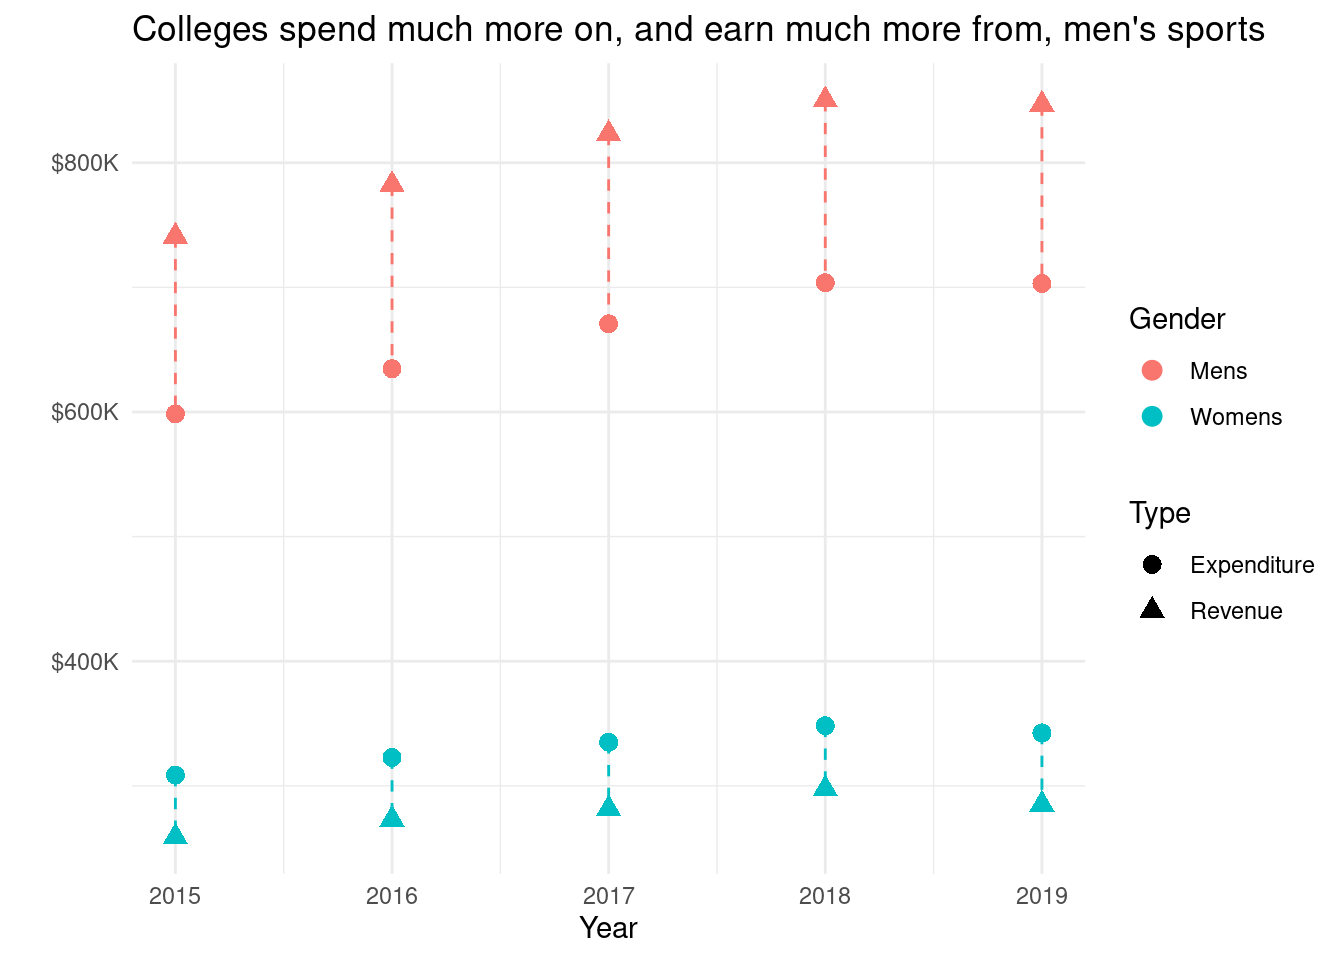 Colleges spend much more on, and earn much more from, men's sports
$800K
$600K
$400K
2015 2016 2017 2018 2019
Year
Gender
Mens
Womens
Type
Expenditure
Revenue